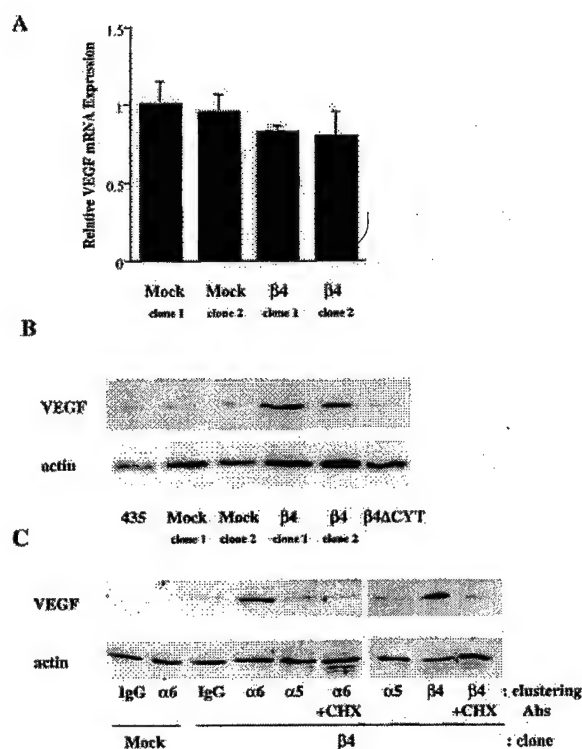 A
Relative VEGF mRNA Expression
1.5
1
0.5
0
Mock Mock β4 β4
clone 1 clone 2 clone 1 clone 2
B
VEGF
actin
435 Mock Mock β4 β4 β4ΔCYT
clone 1 clone 2 clone 1 clone 2
C
VEGF
actin
IgG α6 IgG α6 α5 α6 α5 β4 β4 : clustering
+CHX +CHX Abs
Mock β4 : clone